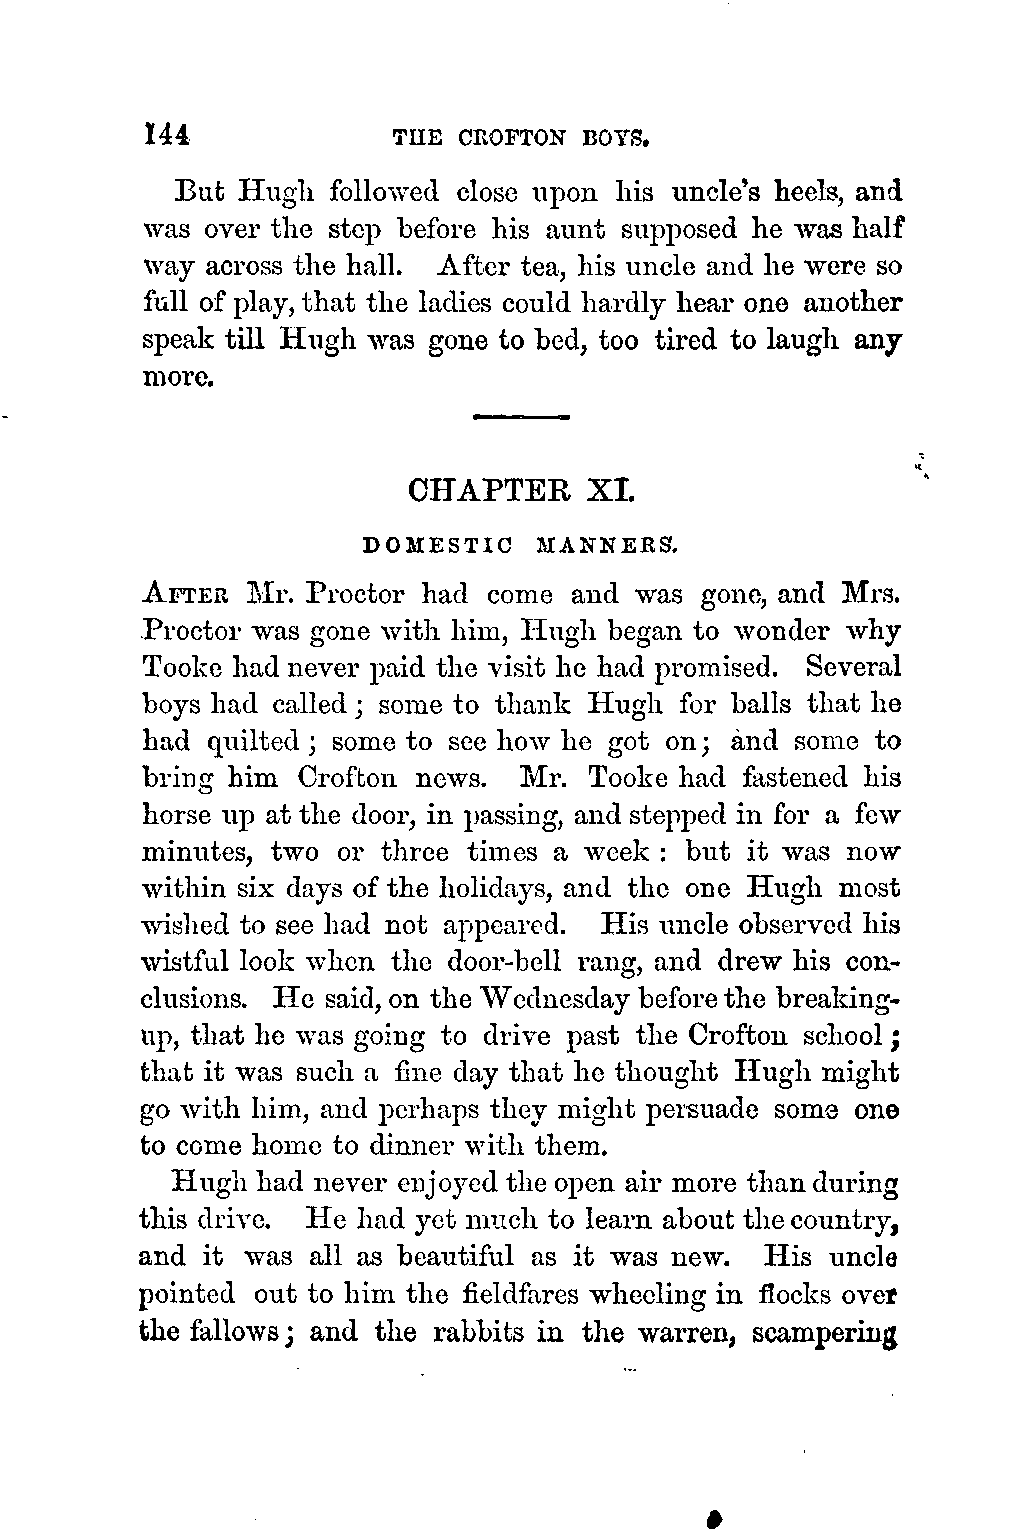 144 THE CROFTON BOYS.
But Hugh followed close upon his uncle's heels, and
was over the step before his aunt supposed he was half
way across the hall. After tea, his uncle and he were so
full of play, that the ladies could hardly hear one another
speak till Hugh was gone to bed, too tired to laugh any
more.
CHAPTER XI.
DOMESTIC MANNERS.
AFTER Mr. Proctor had come and was gone, and Mrs.
Proctor was gone with him, Hugh began to wonder why
Tooke had never paid the visit he had promised. Several
boys had called; some to thank Hugh for balls that he
had quilted; some to see how he got on; and some to
bring him Crofton news. Mr. Tooke had fastened his
horse up at the door, in passing, and stepped in for a few
minutes, two or three times a week: but it was now
within six days of the holidays, and the one Hugh most
wished to see had not appeared. His uncle observed his
wistful look when the door-bell rang, and drew his con-
clusions. He said, on the Wednesday before the breaking-
up, that he was going to drive past the Crofton school;
that it was such a fine day that he thought Hugh might
go with him, and perhaps they might persuade some one
to come home to dinner with them.
Hugh had never enjoyed the open air more than during
this drive. He had yet much to learn about the country,
and it was all as beautiful as it was new. His uncle
pointed out to him the fieldfares wheeling in flocks over
the fallows; and the rabbits in the warren, scampering